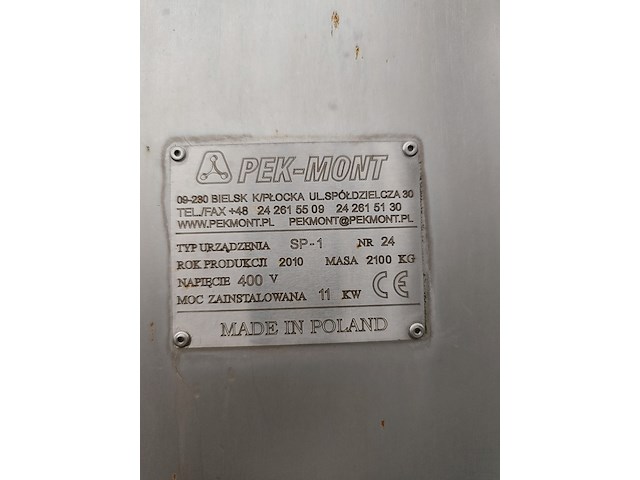 PEK-MONT
09-230 BIELSK K/PŁOCKA UL.SPÓŁDZIELCZA 30
TEL./FAX +48 24 261 55 09 24 261 51 30
WWW.PEKMONT.PL PEKMONT@PEKMONT.PL
TYP URZĄDZENIA SP-1 NR 24
ROK PRODUKCJI 2010 MASA 2100 KG
NAPIĘCIE 400 V
MOC ZAINSTALOWANA 11 KW CE
MADE IN POLAND